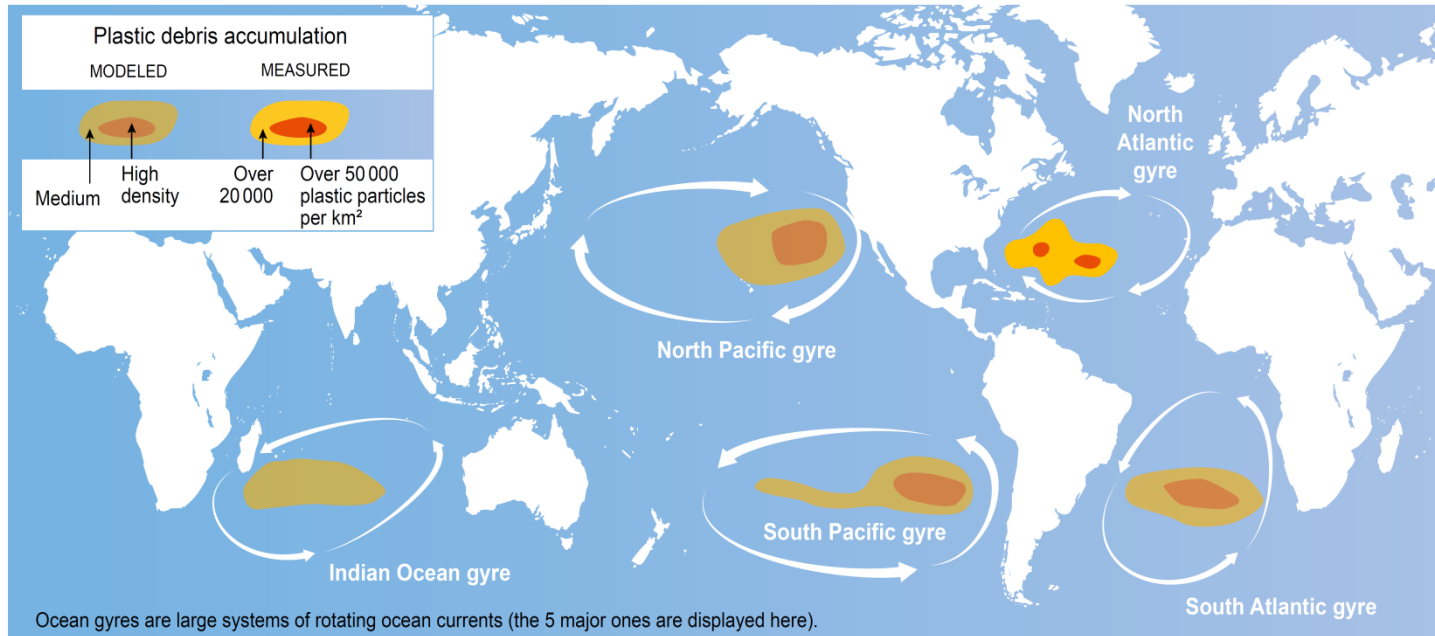 Plastic debris accumulation
MODELED
MEASURED
Medium
High
density
Over
20 000
Over 50 000
plastic particles
per km²
North
Atlantic
gyre
North Pacific gyre
South Pacific gyre
Indian Ocean gyre
South Atlantic gyre
Ocean gyres are large systems of rotating ocean currents (the 5 major ones are displayed here).